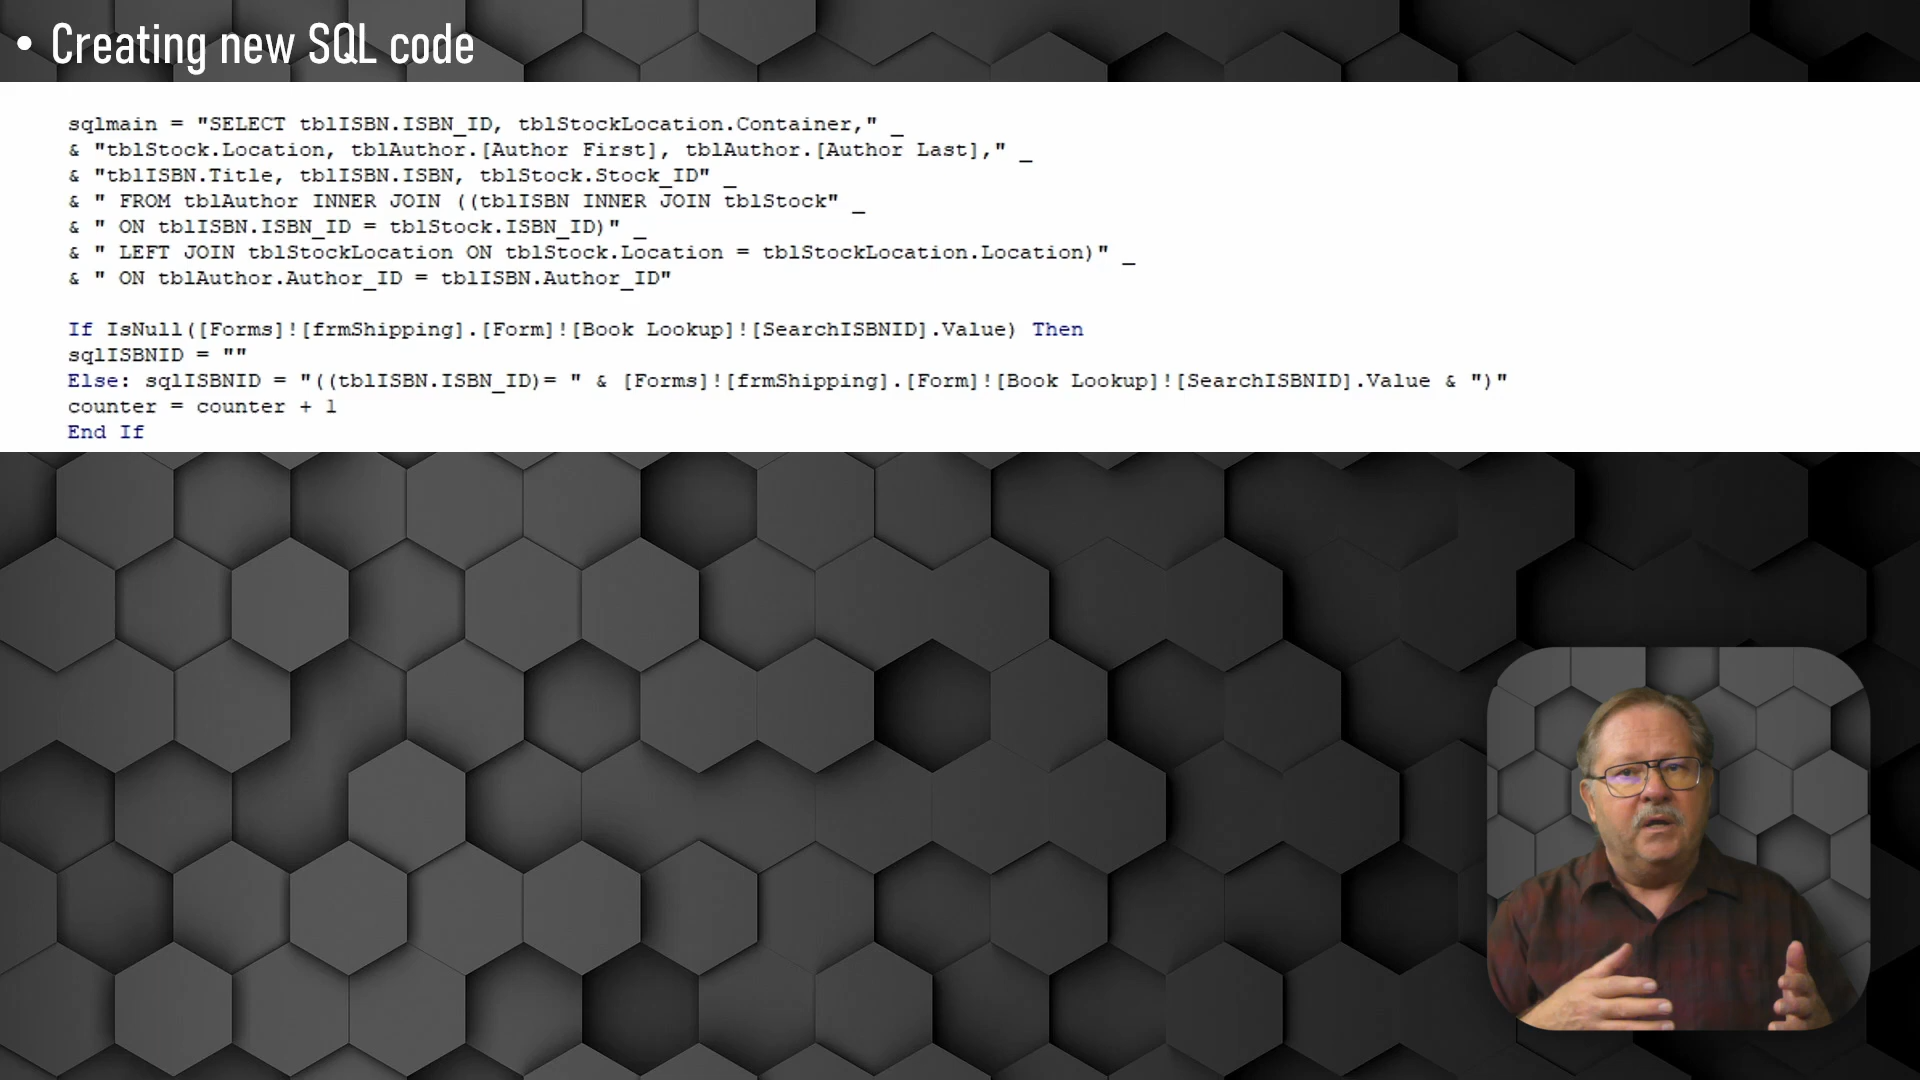 • Creating new SQL code
sqlmain = "SELECT tblISBN.ISBN_ID, tblStockLocation.Container," _
& "tblStock.Location, tblAuthor.[Author First], tblAuthor.[Author Last]," _
& "tblISBN.Title, tblISBN.ISBN, tblStock.Stock_ID" _
& " FROM tblAuthor INNER JOIN ((tblISBN INNER JOIN tblStock" _
& " ON tblISBN.ISBN_ID = tblStock.ISBN_ID)" _
& " LEFT JOIN tblStockLocation ON tblStock.Location = tblStockLocation.Location)" _
& " ON tblAuthor.Author_ID = tblISBN.Author_ID"
If IsNull([Forms]![frmShipping].[Form]![Book Lookup]![SearchISBNID].Value) Then
sqlISBNID = ""
Else: sqlISBNID = "((tblISBN.ISBN_ID)= " & [Forms]![frmShipping].[Form]![Book Lookup]![SearchISBNID].Value & ")"
counter = counter + 1
End If